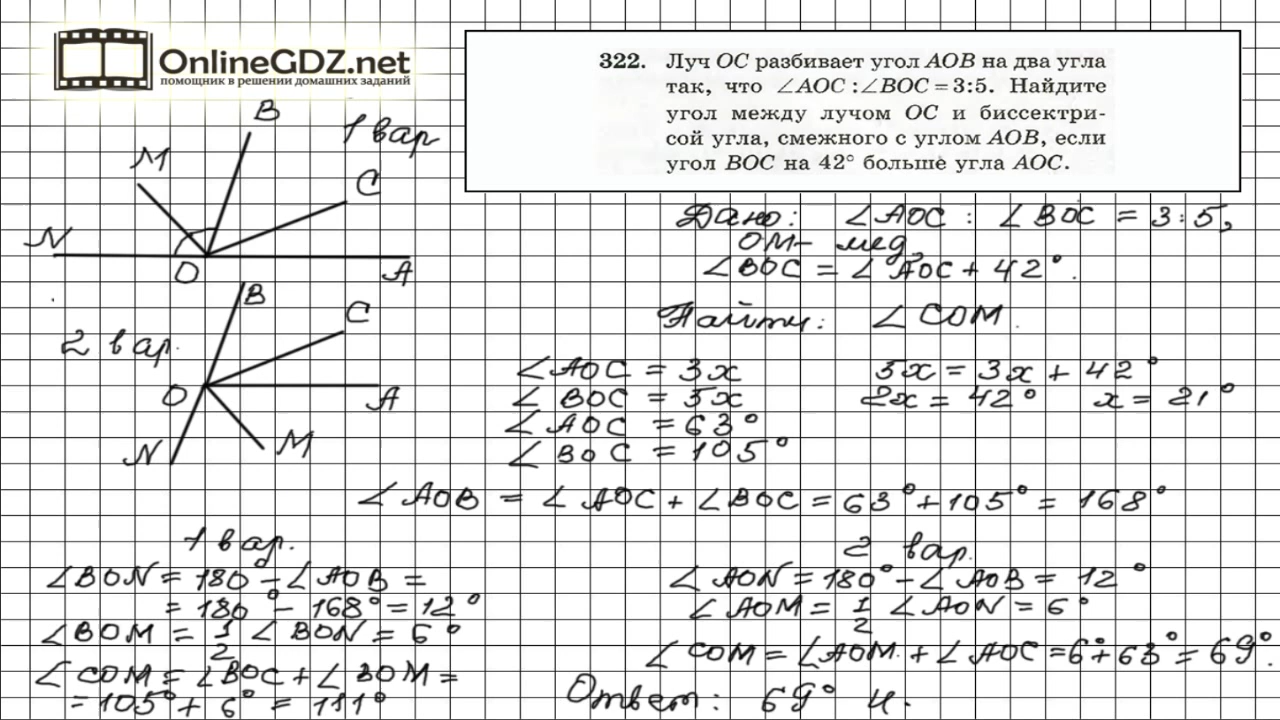 OnlineGDZ.net
помощник в решении домашних заданий
322. Луч OC разбивает угол AOB на два угла
так, что ∠AOC : ∠BOC = 3:5. Найдите
угол между лучом OC и биссектри-
сой угла, смежного с углом AOB, если
угол BOC на 42° больше угла AOC.
B
1 вар
M
C
N
O
A
B
C
2 вар.
O
A
N
M
Дано: ∠AOC : ∠BOC = 3:5,
OM – мед,
∠BOC = ∠AOC + 42°.
Найти: ∠COM.
∠AOC = 3x
5x = 3x + 42°
∠BOC = 5x
2x = 42° x = 21°
∠AOC = 63°
∠BOC = 105°
∠AOB = ∠AOC + ∠BOC = 63° + 105° = 168°
1 вар.
∠BON = 180° – ∠AOB =
= 180° – 168° = 12°
∠BOM = 1/2 ∠BON = 6°
∠COM = ∠BOC + ∠BOM =
= 105° + 6° = 111°
2 вар.
∠AON = 180° – ∠AOB = 12°
∠AOM = 1/2 ∠AON = 6°
∠COM = ∠AOM + ∠AOC = 6° + 63° = 69°.
Ответ: 69° и.